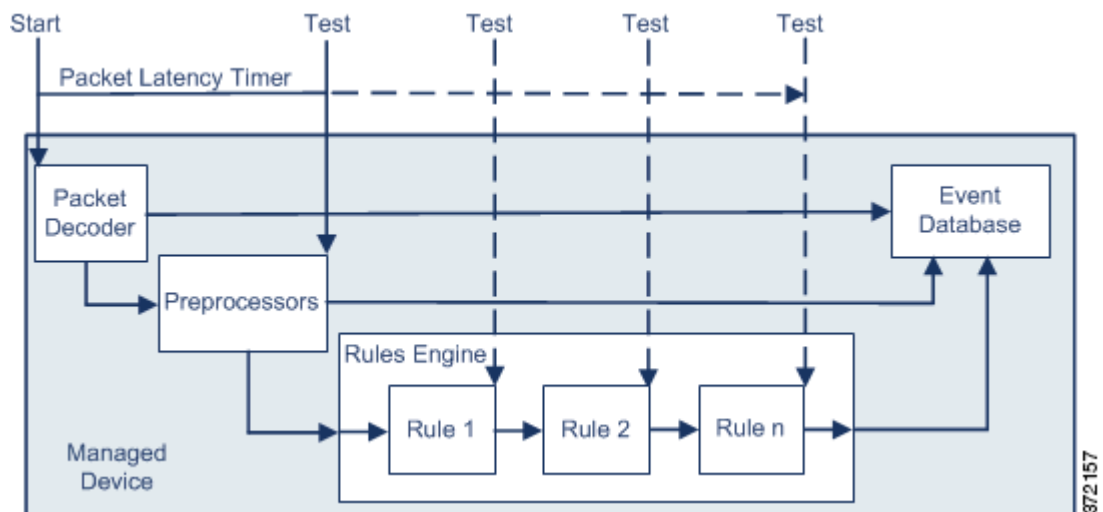 Start
Test
Test
Test
Test
Packet Latency Timer
Packet
Decoder
Event
Database
Preprocessors
Rules Engine
Rule 1
Rule 2
Rule n
Managed
Device
372157